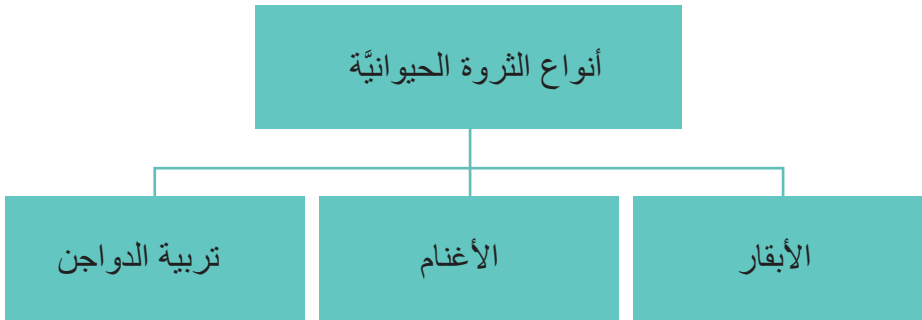 أنواع الثروة الحيوانيَّة
الأبقار
الأغنام
تربية الدواجن